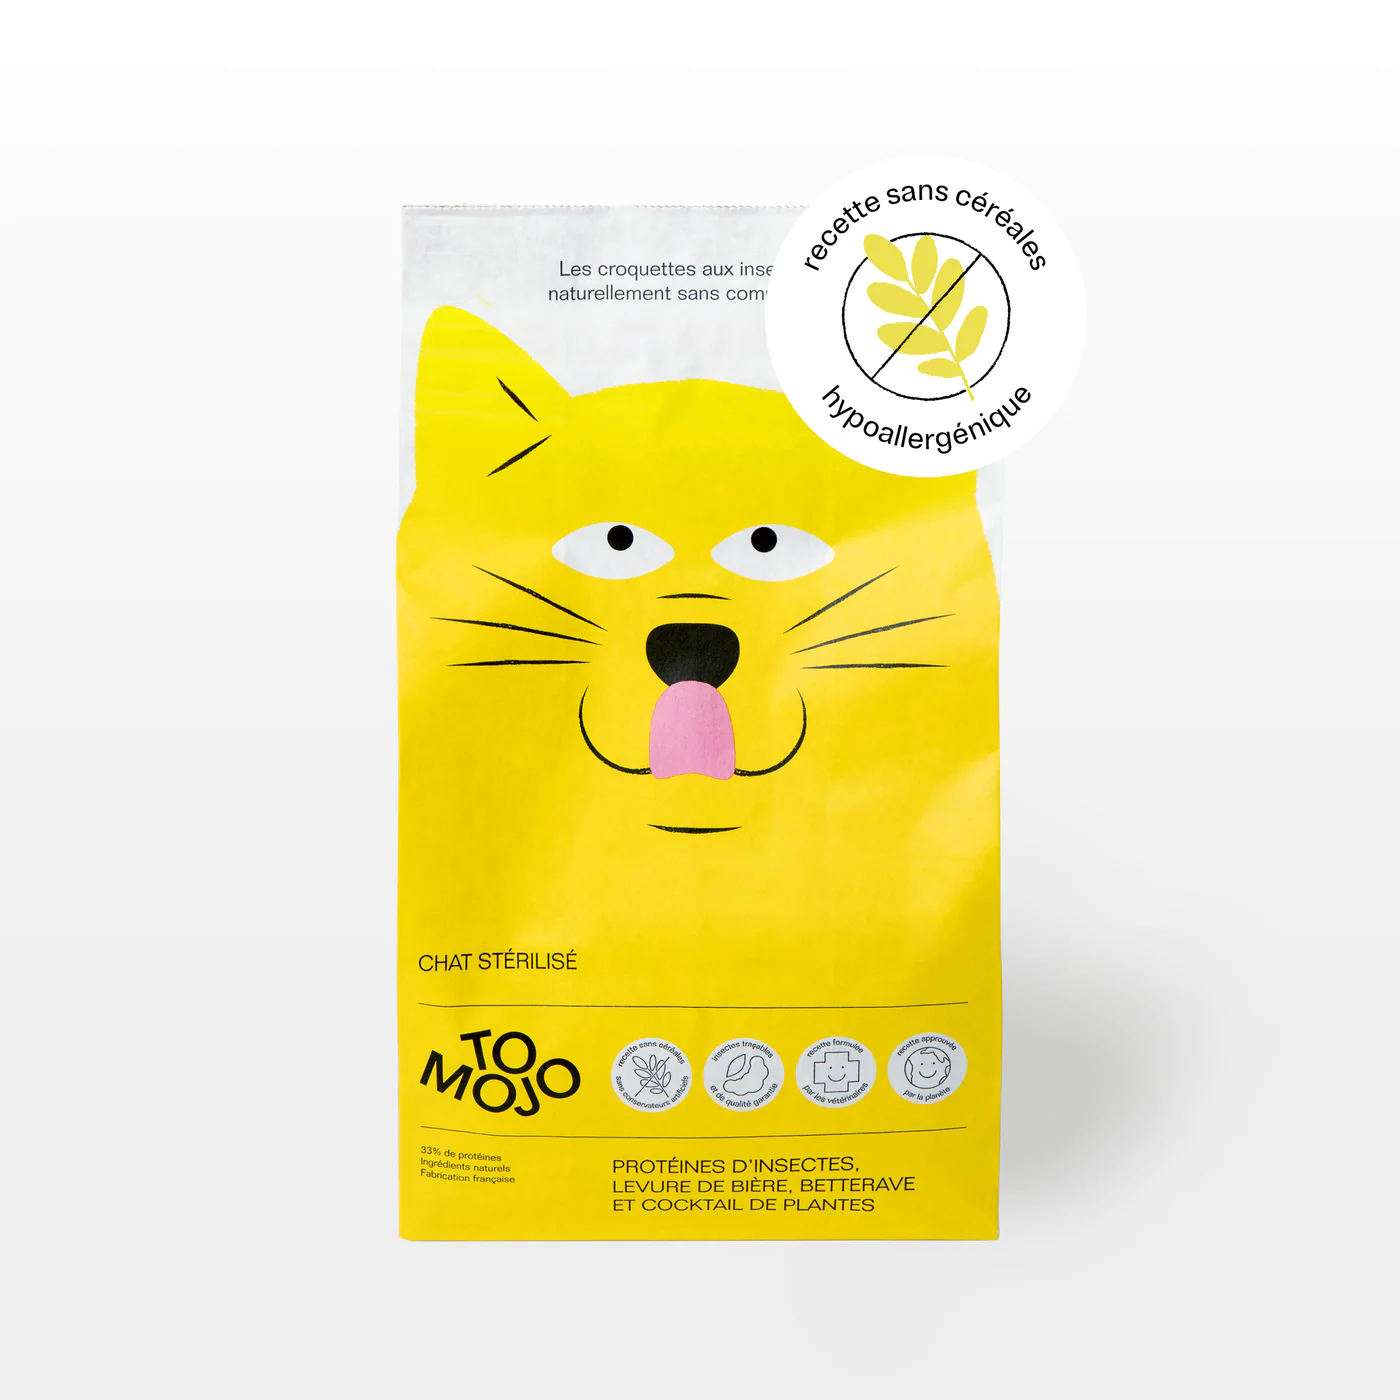 recette sans céréales
hypoallergénique
Les croquettes aux
naturellement sans
CHAT STÉRILISÉ
TO
MOJO
recette sans céréales
sans conservateurs artificiels
insectes traçables
et de qualité garantie
recette formulée
par les vétérinaires
recette approuvée
par la planète
33% de protéines
Ingrédients naturels
Fabrication française
PROTÉINES D'INSECTES,
LEVURE DE BIÈRE, BETTERAVE
ET COCKTAIL DE PLANTES